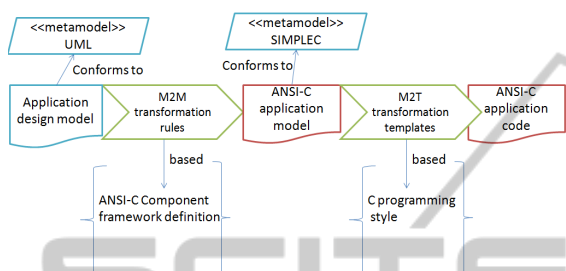 <<metamodel>>
UML
<<metamodel>>
SIMPLEC
Conforms to
Conforms to
Application
design model
M2M
transformation
rules
ANSI-C
application
model
M2T
transformation
templates
ANSI-C
application
code
based
based
ANSI-C Component
framework definition
C programming
style